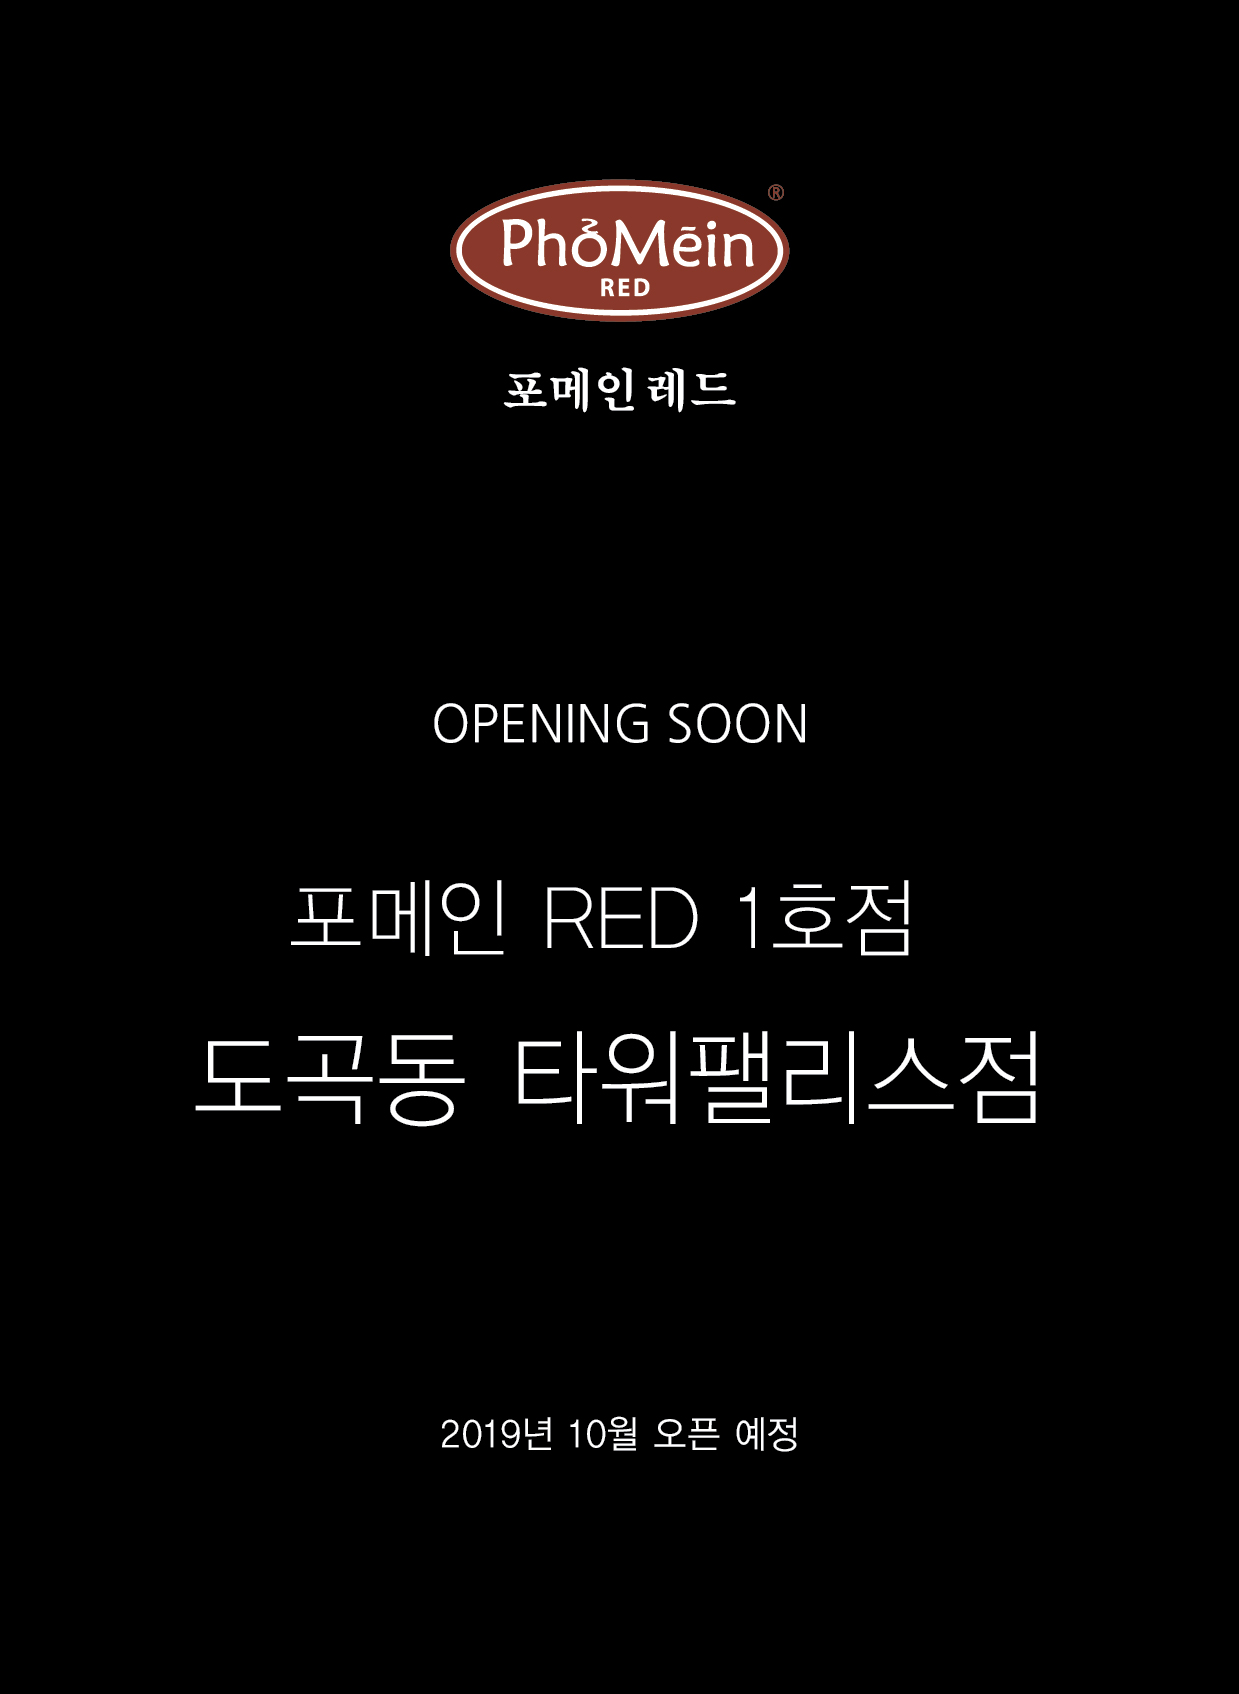 PhởMēin®
RED
포메인 레드
OPENING SOON
포메인 RED 1호점
도곡동 타워팰리스점
2019년 10월 오픈 예정